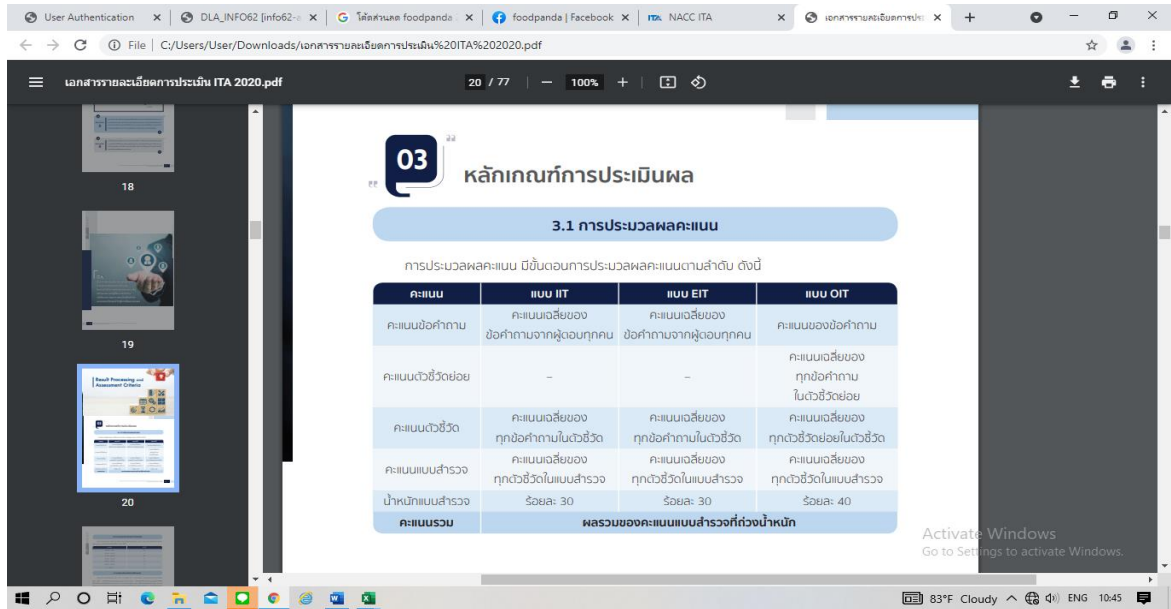 User Authentication
DLA_INFO62 [info62-
โค้ดส่วนลด foodpanda
foodpanda | Facebook
ITA NACC ITA
เอกสารรายละเอียดการประเมิ
File | C:/Users/User/Downloads/เอกสารรายละเอียดการประเมิน%20ITA%202020.pdf
เอกสารรายละเอียดการประเมิน ITA 2020.pdf
20 / 77
100%
18
19
Result Processing and
Assessment Criteria
20
03
หลักเกณฑ์การประเมินผล
3.1 การประมวลผลคะแนน
การประมวลผลคะแนน มีขั้นตอนการประมวลผลคะแนนตามลำดับ ดังนี้
คะแนน แบบ IIT แบบ EIT แบบ OIT
คะแนนข้อคำถาม คะแนนเฉลี่ยของ ข้อคำถามจากผู้ตอบทุกคน คะแนนเฉลี่ยของ ข้อคำถามจากผู้ตอบทุกคน คะแนนของข้อคำถาม
คะแนนตัวชี้วัดย่อย – – คะแนนเฉลี่ยของ ทุกข้อคำถาม ในตัวชี้วัดย่อย
คะแนนตัวชี้วัด คะแนนเฉลี่ยของ ทุกข้อคำถามในตัวชี้วัด คะแนนเฉลี่ยของ ทุกข้อคำถามในตัวชี้วัด คะแนนเฉลี่ยของ ทุกตัวชี้วัดย่อยในตัวชี้วัด
คะแนนแบบสำรวจ คะแนนเฉลี่ยของ ทุกตัวชี้วัดในแบบสำรวจ คะแนนเฉลี่ยของ ทุกตัวชี้วัดในแบบสำรวจ คะแนนเฉลี่ยของ ทุกตัวชี้วัดในแบบสำรวจ
น้ำหนักแบบสำรวจ ร้อยละ 30 ร้อยละ 30 ร้อยละ 40
คะแนนรวม ผลรวมของคะแนนแบบสำรวจที่ถ่วงน้ำหนัก
Activate Windows
Go to Settings to activate Windows.
83°F Cloudy ENG 10:45